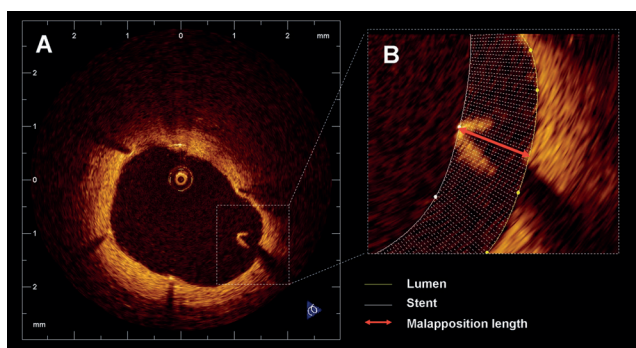 A
2 1 0 1 2 mm
2
1
0
1
2
mm
B
Lumen
Stent
Malapposition length